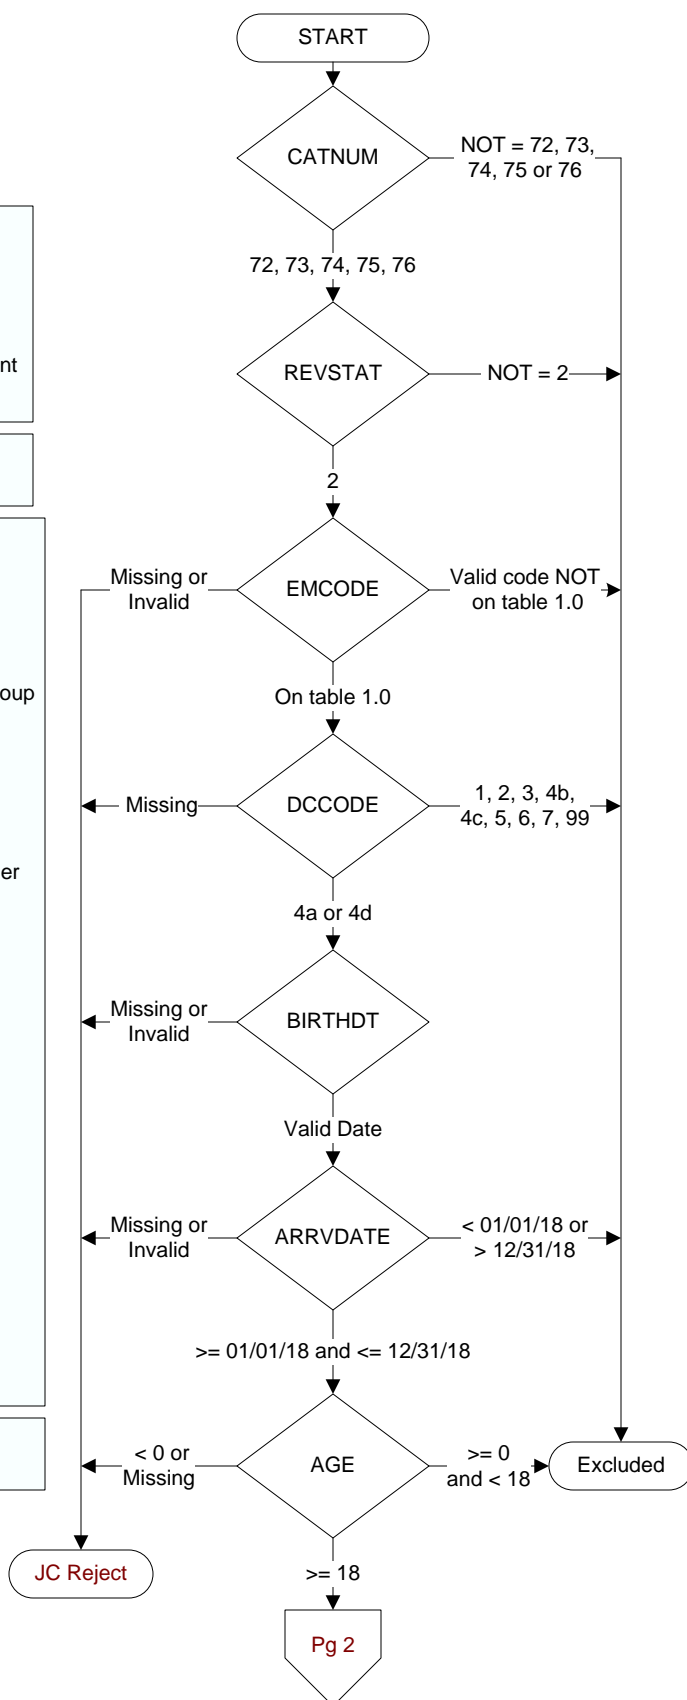 START
CATNUM
NOT = 72, 73,
74, 75 or 76
72, 73, 74, 75, 76
nt
REVSTAT
NOT = 2
2
Missing or
Invalid
EMCODE
Valid code NOT
on table 1.0
oup
On table 1.0
Missing
DCCODE
1, 2, 3, 4b,
4c, 5, 6, 7, 99
er
4a or 4d
Missing or
Invalid
BIRTHDT
Valid Date
Missing or
Invalid
ARRVDATE
< 01/01/18 or
> 12/31/18
>= 01/01/18 and <= 12/31/18
< 0 or
Missing
AGE
>= 0
and < 18
Excluded
JC Reject
>= 18
Pg 2